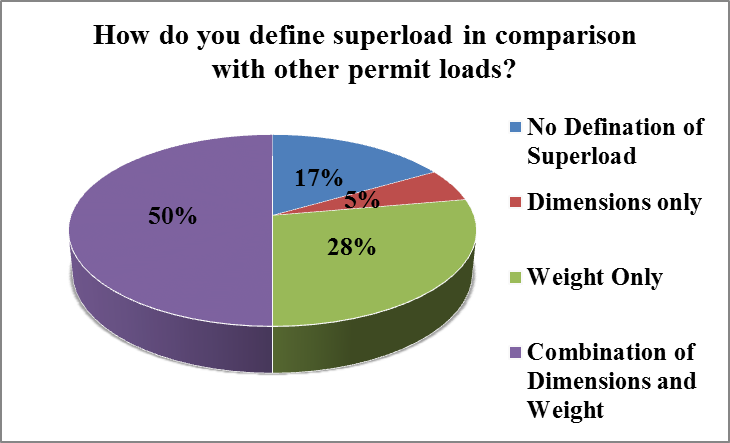 How do you define superload in comparison
with other permit loads?
17%
5%
28%
50%
No Defination of
Superload
Dimensions only
Weight Only
Combination of
Dimensions and
Weight